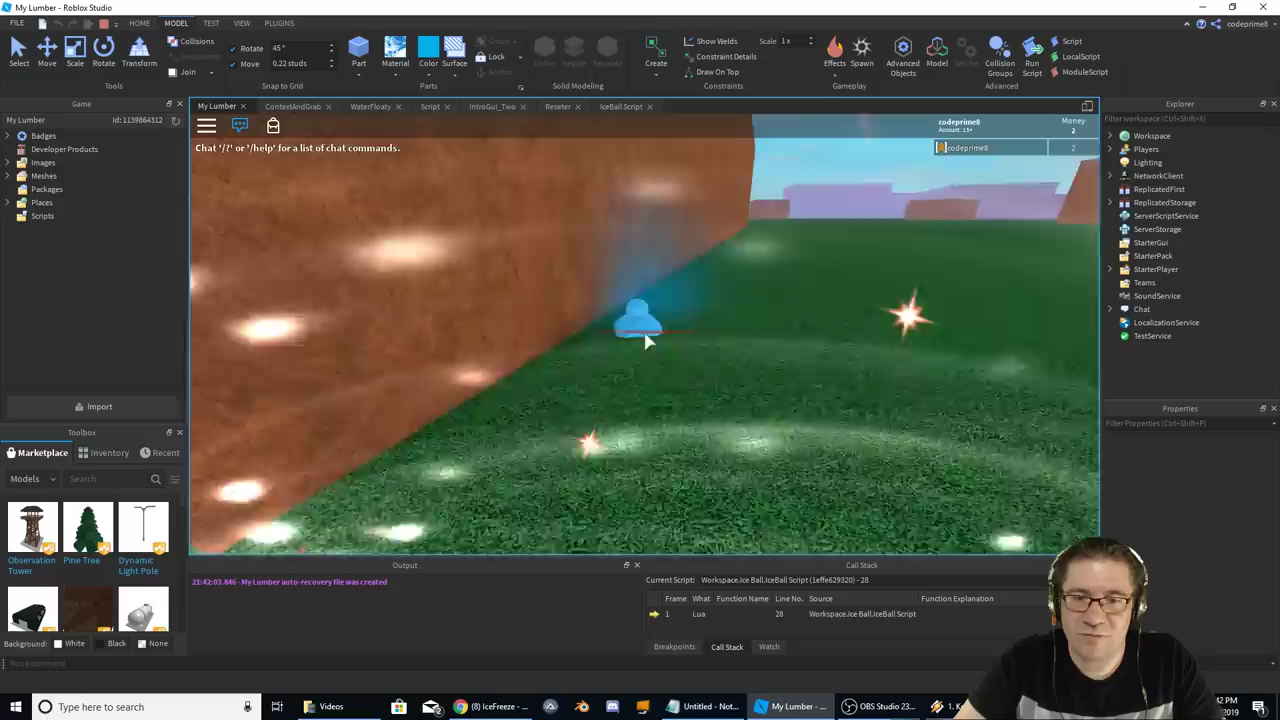 My Lumber - Roblox Studio
FILE HOME MODEL TEST VIEW PLUGINS codeprime8
Select Move Scale Rotate Transform
Collisions
Constraints
Join
Tools
Rotate 45 °
Move 0.22 studs
Snap to Grid
Part Material Color Surface
Group
Lock
Anchor
Parts
Union Negate Separate
Solid Modeling
Create
Show Welds Scale 1 x
Constraint Details
Draw On Top
Constraints
Effects Spawn
Gameplay
Advanced Objects Model Service Collision Groups Run Script
Script
LocalScript
ModuleScript
Advanced
Game
My Lumber Id: 1139864312
Badges
Developer Products
Images
Meshes
Packages
Places
Scripts
Import
Toolbox
Marketplace Inventory Recent
Models Search
Observation Tower
Pine Tree
Dynamic Light Pole
Background: White Black None
My Lumber ContextAndGrab WaterFloaty Script IntroGui_Two Reseter IceBall Script
Chat '/?' or '/help' for a list of chat commands.
codeprime8 Money
Account: 13+ 2
codeprime8 2
Output
21:42:03.846 - My Lumber auto-recovery file was created
Call Stack
Current Script: Workspace.Ice Ball.IceBall Script (1effe629320) - 28
Frame What Function Name Line No. Source Function Explanation
1 Lua 28 Workspace.Ice Ball.IceBall Script
Breakpoints Call Stack Watch
Explorer
Filter workspace (Ctrl+Shift+X)
Workspace
Players
Lighting
NetworkClient
ReplicatedFirst
ReplicatedStorage
ServerScriptService
ServerStorage
StarterGui
StarterPack
StarterPlayer
Teams
SoundService
Chat
LocalizationService
TestService
Properties
Filter Properties (Ctrl+Shift+P)
Run a command
Type here to search
Videos
(8) IceFreeze - ...
Untitled - Not...
My Lumber - ...
OBS Studio 23...